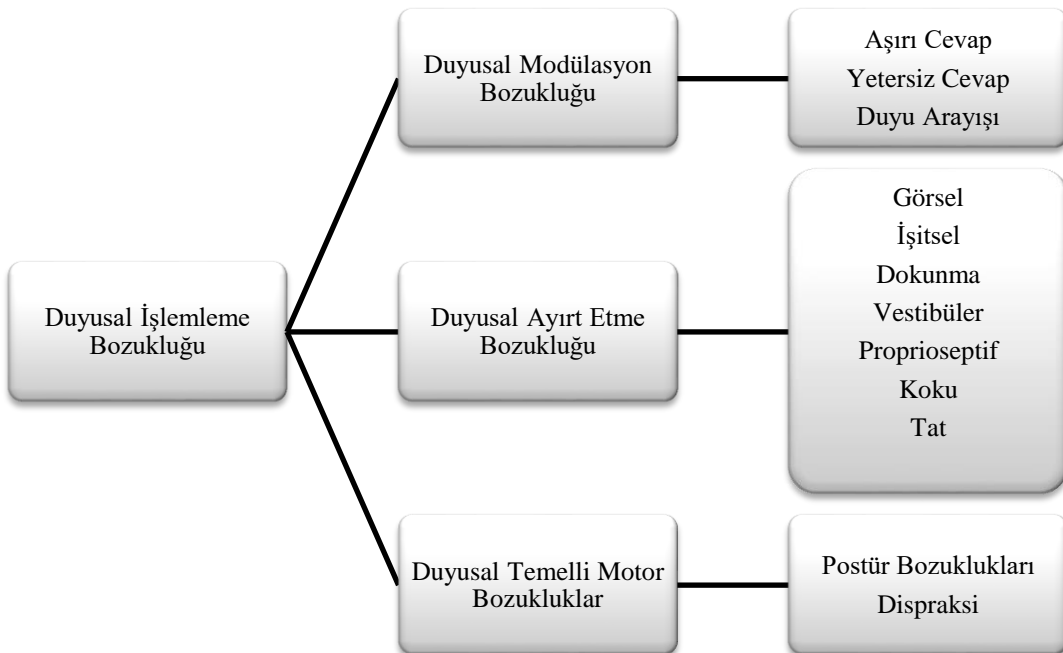 Duyusal İşlemleme
Bozukluğu
Duyusal Modülasyon
Bozukluğu
Aşırı Cevap
Yetersiz Cevap
Duyu Arayışı
Duyusal Ayırt Etme
Bozukluğu
Görsel
İşitsel
Dokunma
Vestibüler
Proprioseptif
Koku
Tat
Duyusal Temelli Motor
Bozukluklar
Postür Bozuklukları
Dispraksi